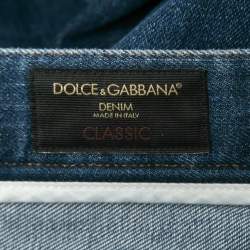 DOLCE & GABBANA®
DENIM
MADE IN ITALY
CLASSIC